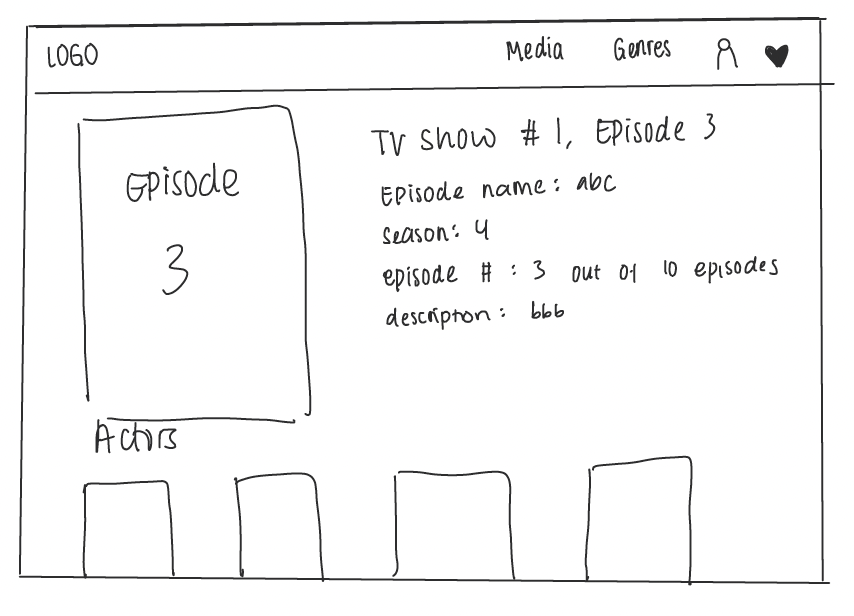 LOGO
Media Genres
TV Show # 1, Episode 3
Episode
3
Episode name: abc
season: 4
episode # : 3 out of 10 episodes
description: bbb
Actors